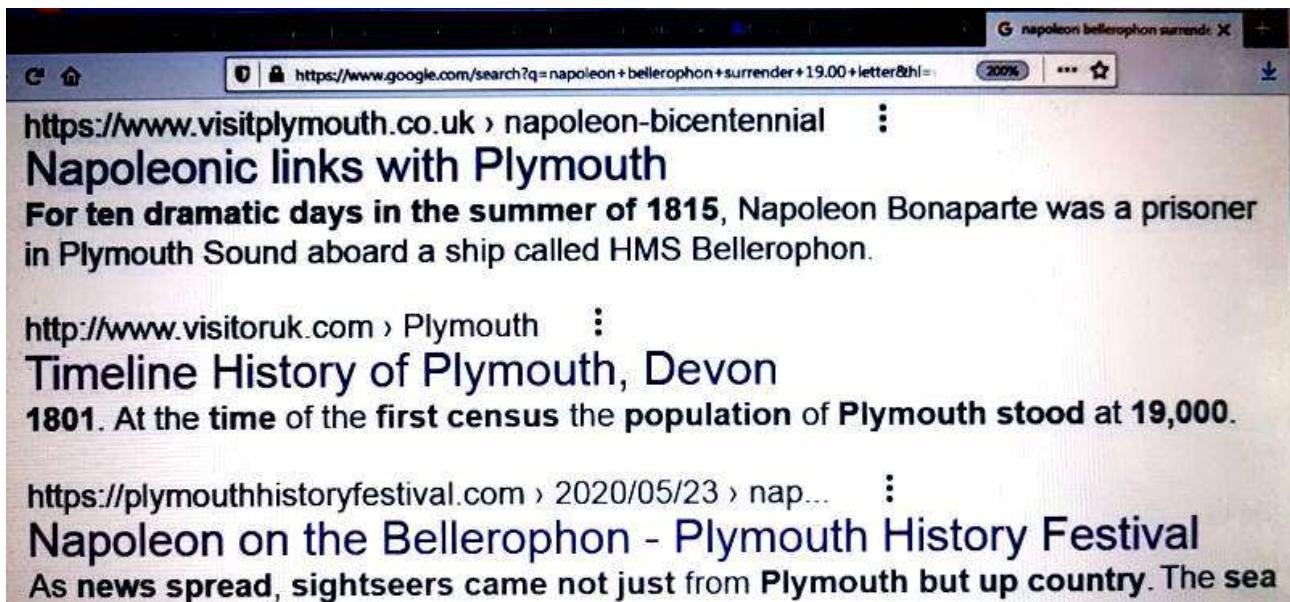 G napoleon bellerophon surrende X
https://www.google.com/search?q=napoleon+bellerophon+surrender+19.00+letter&hl=
200%
https://www.visitplymouth.co.uk › napoleon-bicentennial
Napoleonic links with Plymouth
For ten dramatic days in the summer of 1815, Napoleon Bonaparte was a prisoner
in Plymouth Sound aboard a ship called HMS Bellerophon.
http://www.visitoruk.com › Plymouth
Timeline History of Plymouth, Devon
1801. At the time of the first census the population of Plymouth stood at 19,000.
https://plymouthhistoryfestival.com › 2020/05/23 › nap...
Napoleon on the Bellerophon - Plymouth History Festival
As news spread, sightseers came not just from Plymouth but up country. The sea